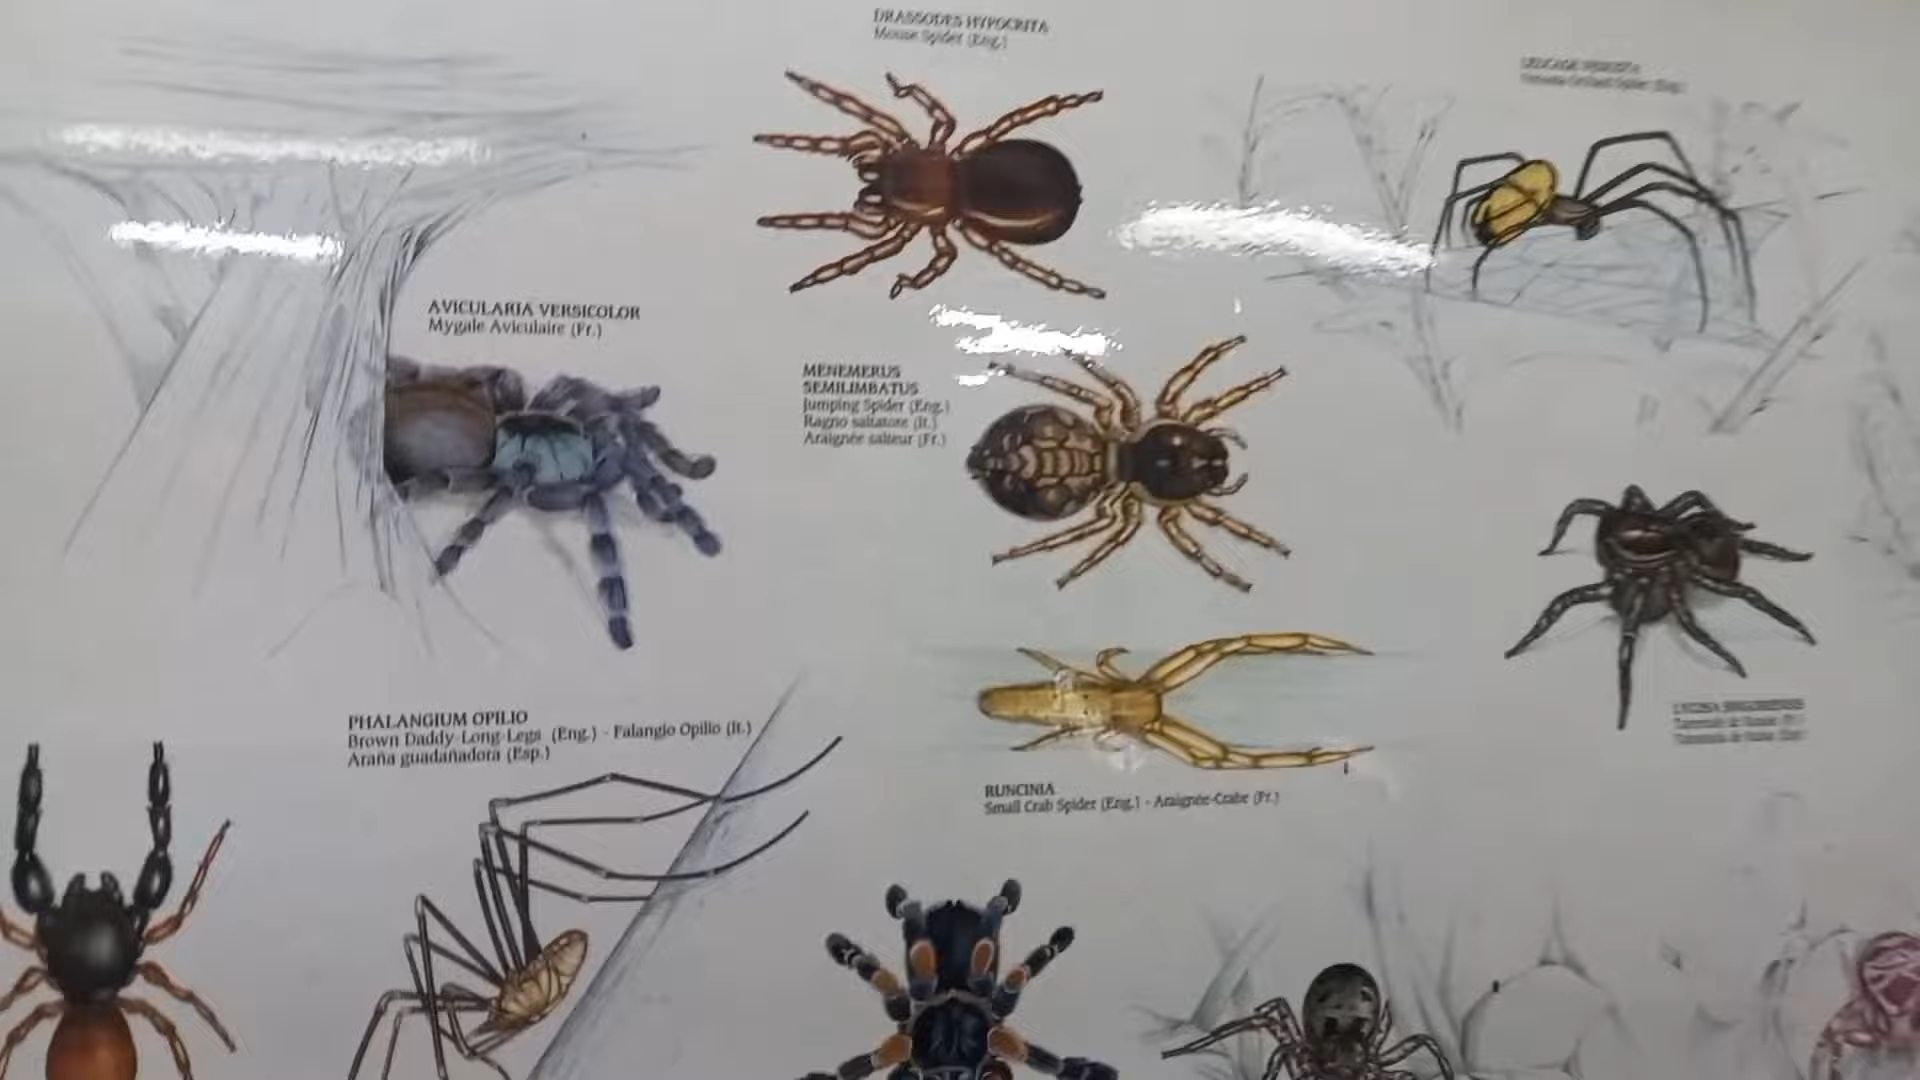 DRASSODES HYPOCRITA
Mouse Spider (Eng.)
AVICULARIA VERSICOLOR
Mygale Aviculaire (Fr.)
MENEMERUS
SEMILIMBATUS
Jumping Spider (Eng.)
Ragno saltatore (It.)
Araignée sauteur (Fr.)
PHALANGIUM OPILIO
Brown Daddy-Long-Legs (Eng.) - Falangio Opilio (It.)
Araña guadañadora (Esp.)
RUNCINIA
Small Crab Spider (Eng.) - Araignée-Crabe (Fr.)